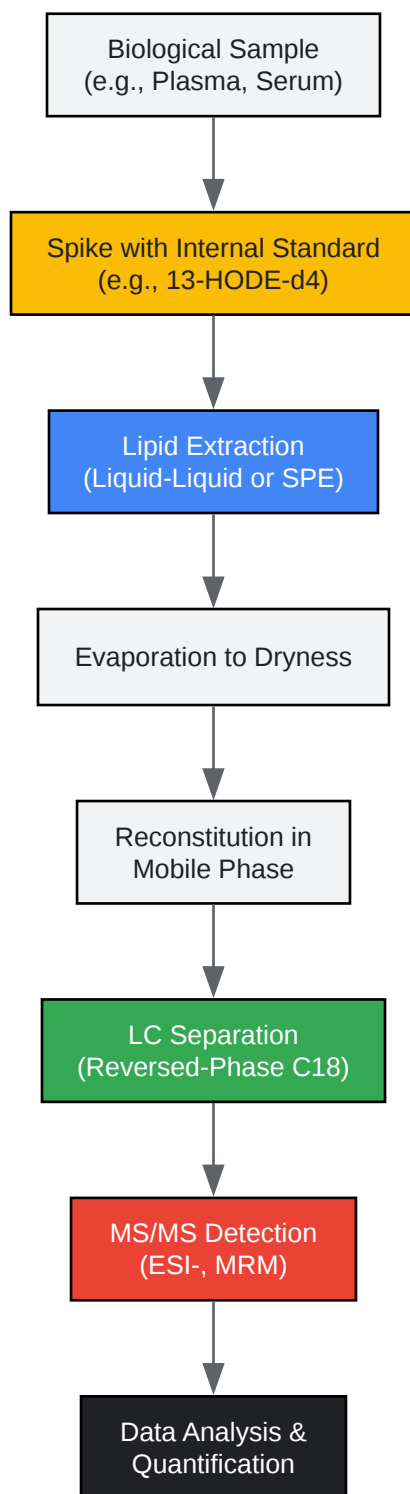 Biological Sample
(e.g., Plasma, Serum)
Spike with Internal Standard
(e.g., 13-HODE-d4)
Lipid Extraction
(Liquid-Liquid or SPE)
Evaporation to Dryness
Reconstitution in
Mobile Phase
LC Separation
(Reversed-Phase C18)
MS/MS Detection
(ESI-, MRM)
Data Analysis &
Quantification